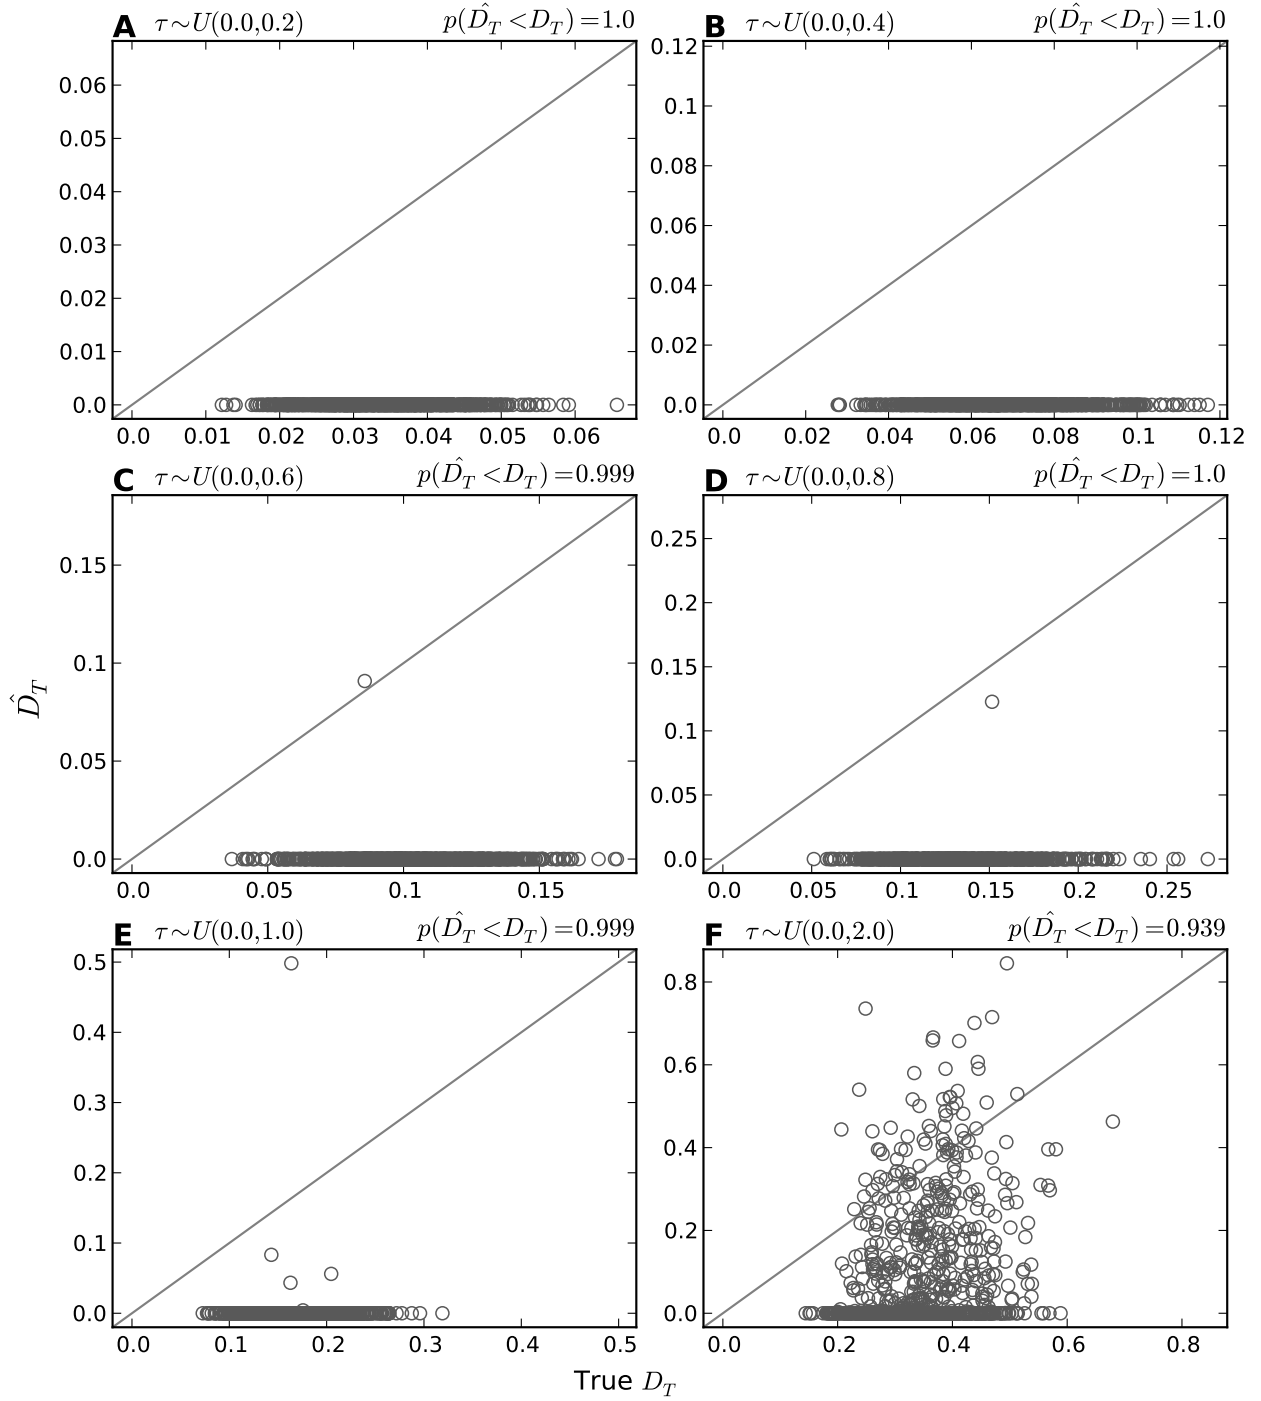 A τ∼U(0.0,0.2) p(D̂_T<D_T)=1.0
0.06
0.05
0.04
0.03
0.02
0.01
0.0
0.0 0.01 0.02 0.03 0.04 0.05 0.06
B τ∼U(0.0,0.4) p(D̂_T<D_T)=1.0
0.12
0.1
0.08
0.06
0.04
0.02
0.0
0.0 0.02 0.04 0.06 0.08 0.1 0.12
C τ∼U(0.0,0.6) p(D̂_T<D_T)=0.999
0.15
0.1
0.05
0.0
0.0 0.05 0.1 0.15
D τ∼U(0.0,0.8) p(D̂_T<D_T)=1.0
0.25
0.2
0.15
0.1
0.05
0.0
0.0 0.05 0.1 0.15 0.2 0.25
D̂_T
E τ∼U(0.0,1.0) p(D̂_T<D_T)=0.999
0.5
0.4
0.3
0.2
0.1
0.0
0.0 0.1 0.2 0.3 0.4 0.5
F τ∼U(0.0,2.0) p(D̂_T<D_T)=0.939
0.8
0.6
0.4
0.2
0.0
0.0 0.2 0.4 0.6 0.8
True D_T